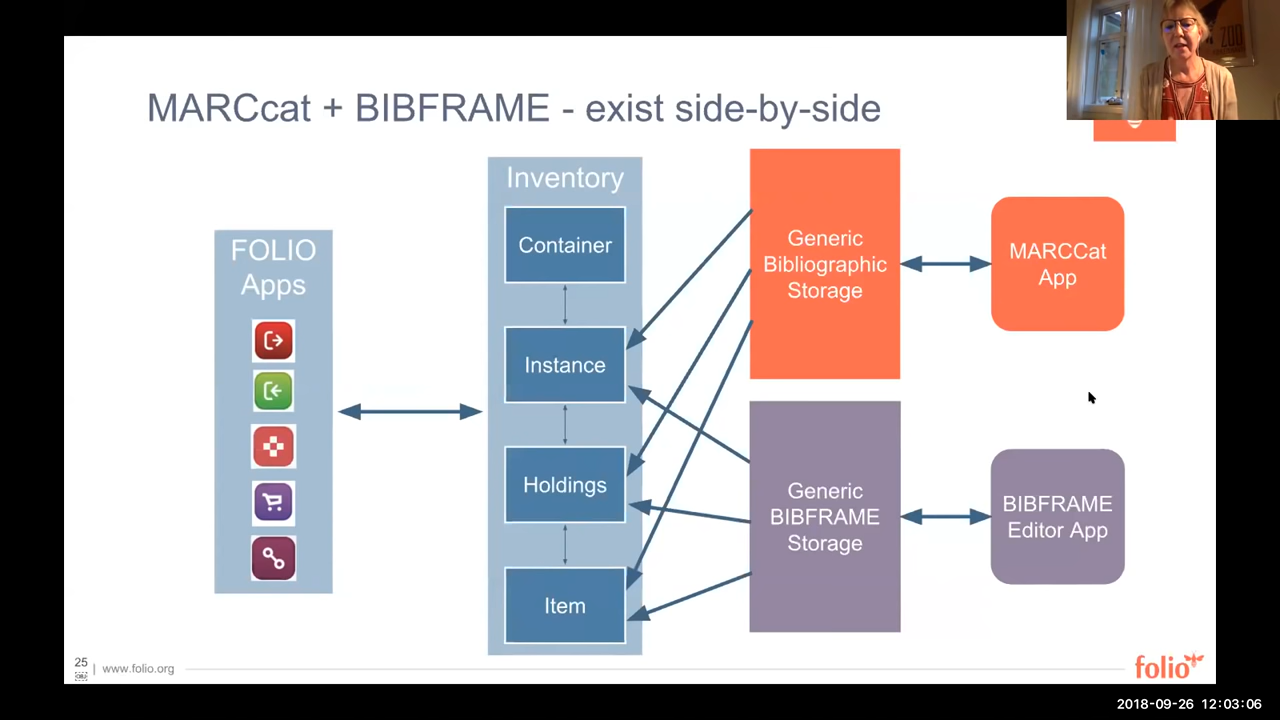 MARCcat + BIBFRAME - exist side-by-side
ZOO
FOLIO
Apps
Inventory
Container
Instance
Holdings
Item
Generic
Bibliographic
Storage
MARCCat
App
Generic
BIBFRAME
Storage
BIBFRAME
Editor App
25
www.folio.org
folio
2018-09-26 12:03:06